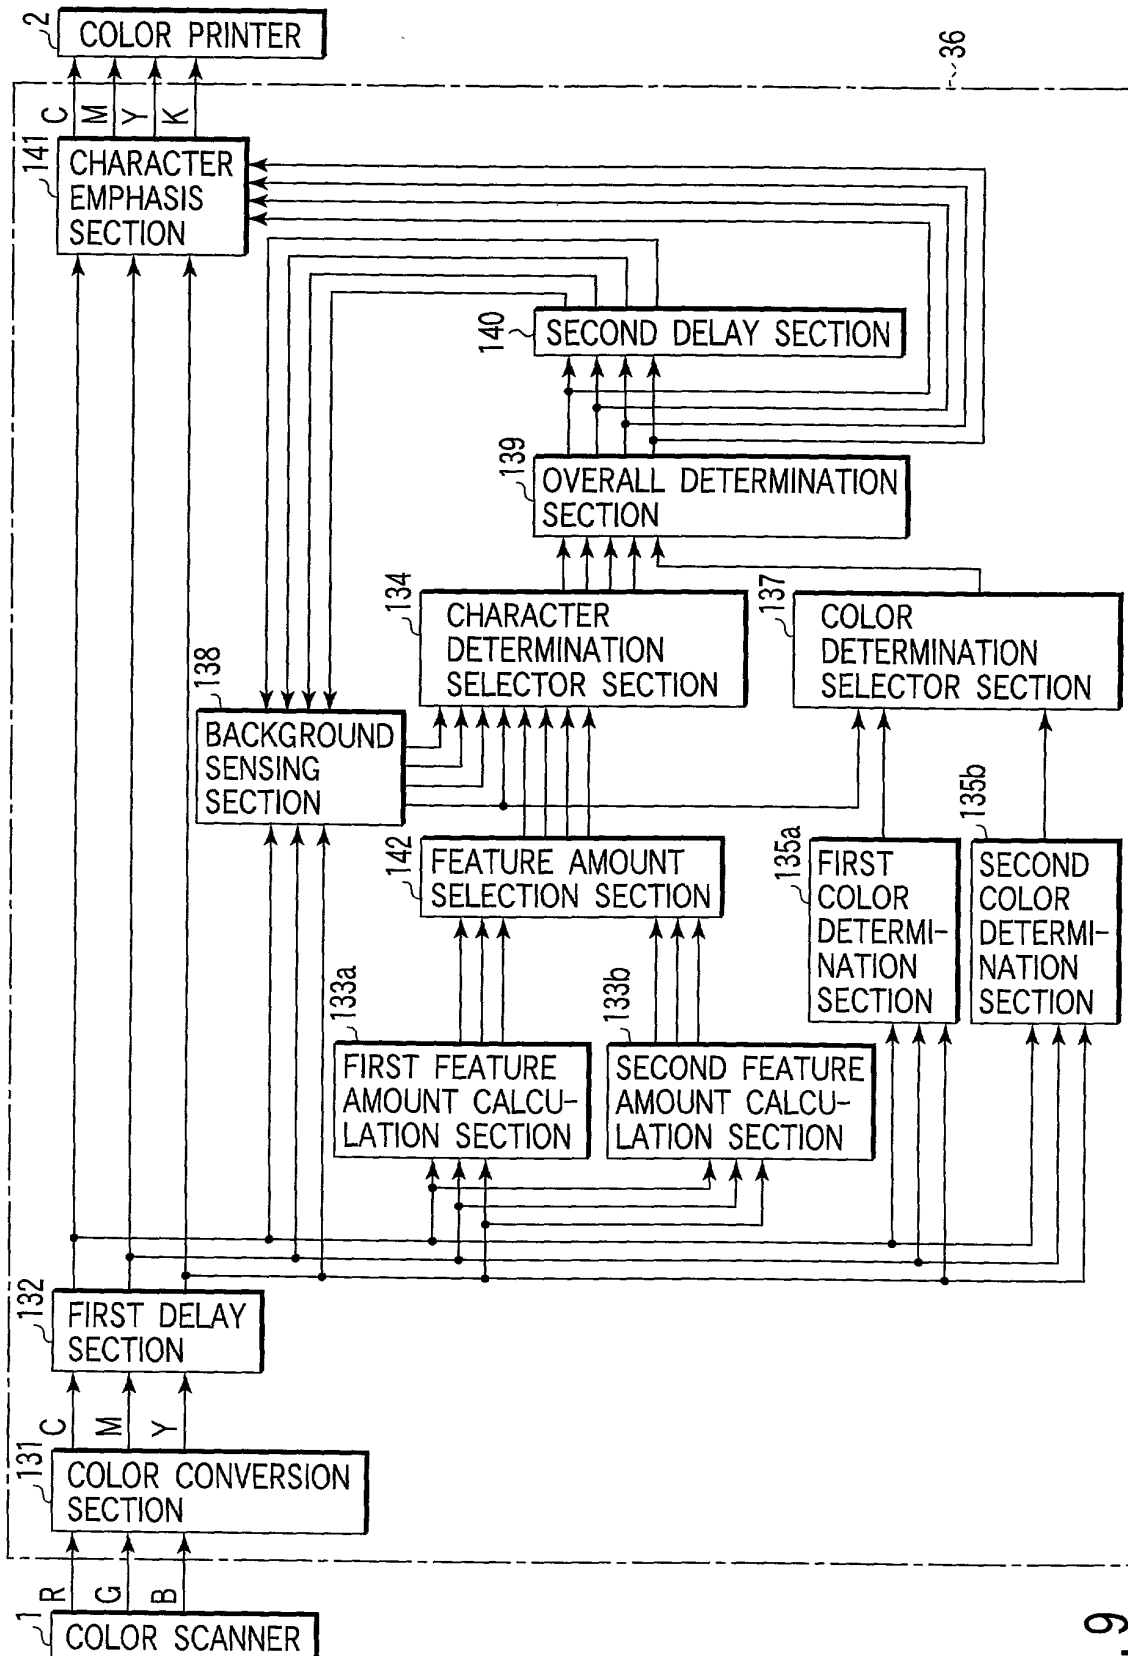 1
COLOR SCANNER
R
G
B
131
COLOR CONVERSION
SECTION
C
M
Y
132
FIRST DELAY
SECTION
133a
FIRST FEATURE
AMOUNT CALCU-
LATION SECTION
133b
SECOND FEATURE
AMOUNT CALCU-
LATION SECTION
142
FEATURE AMOUNT
SELECTION SECTION
135a
FIRST
COLOR
DETERMI-
NATION
SECTION
135b
SECOND
COLOR
DETERMI-
NATION
SECTION
138
BACKGROUND
SENSING
SECTION
134
CHARACTER
DETERMINATION
SELECTOR SECTION
137
COLOR
DETERMINATION
SELECTOR SECTION
139
OVERALL DETERMINATION
SECTION
140
SECOND DELAY SECTION
141
CHARACTER
EMPHASIS
SECTION
C
M
Y
K
2
COLOR PRINTER
36
.9